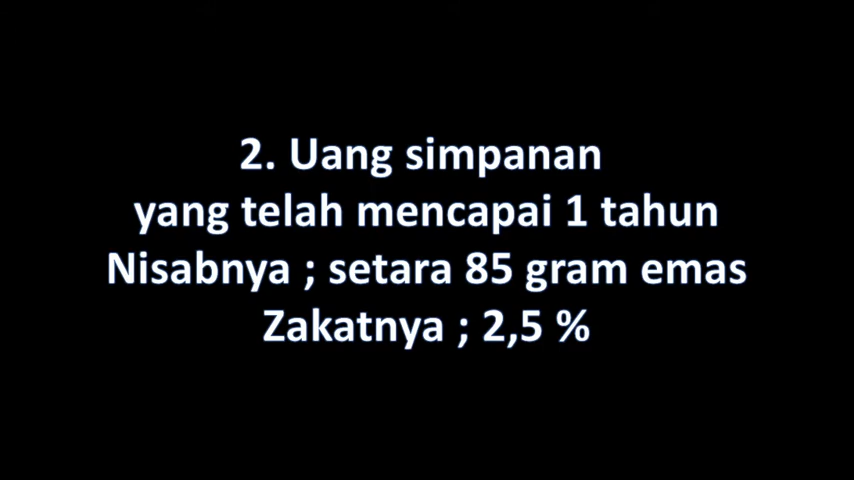 2. Uang simpanan
yang telah mencapai 1 tahun
Nisabnya ; setara 85 gram emas
Zakatnya ; 2,5 %